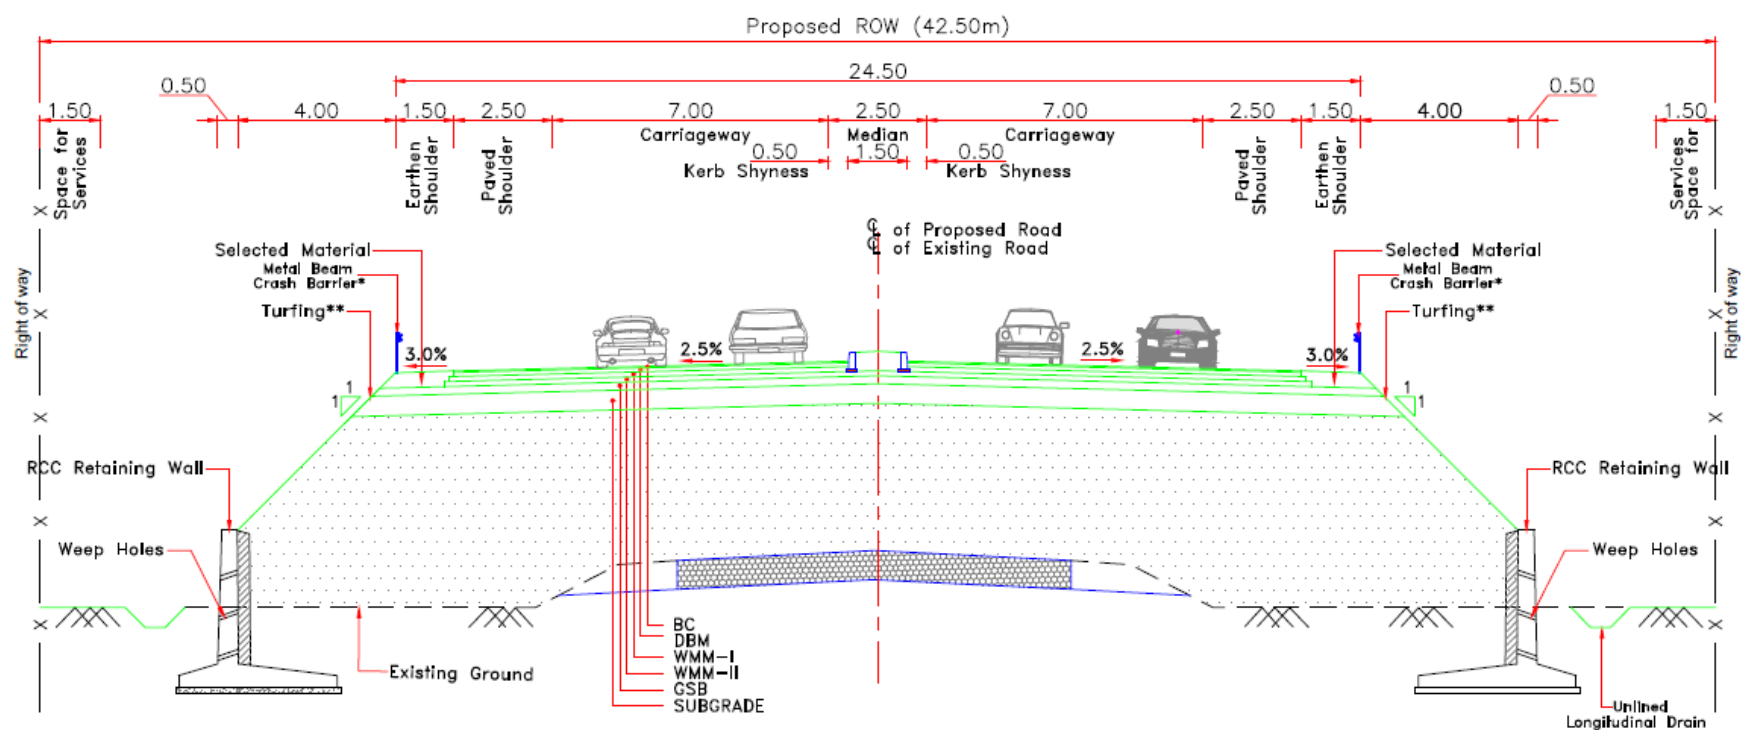 Proposed ROW (42.50m)
24.50
0.50
0.50
1.50
4.00
1.50
2.50
7.00
2.50
7.00
2.50
1.50
4.00
1.50
Carriageway
Median
Carriageway
0.50
1.50
0.50
Kerb Shyness
Kerb Shyness
Space for
Services
Earthen
Shoulder
Paved
Shoulder
Paved
Shoulder
Earthen
Shoulder
Services
Space for
℄ of Proposed Road
℄ of Existing Road
Selected Material
Metal Beam
Crash Barrier*
Turfing**
Selected Material
Metal Beam
Crash Barrier*
Turfing**
Right of way
Right of way
3.0%
2.5%
2.5%
3.0%
1
1
1
1
RCC Retaining Wall
RCC Retaining Wall
Weep Holes
Weep Holes
BC
DBM
WMM-I
WMM-II
GSB
SUBGRADE
Existing Ground
Unlined
Longitudinal Drain